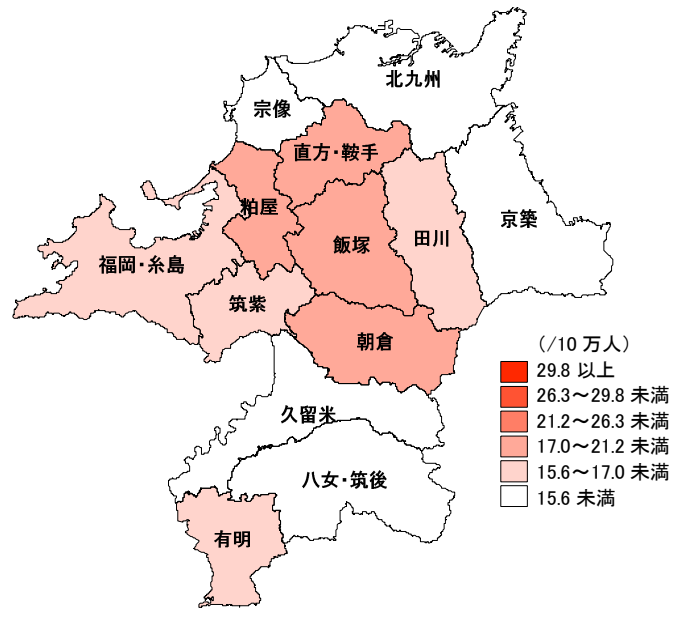 北九州
宗像
直方・鞍手
粕屋
京築
田川
飯塚
福岡・糸島
筑紫
朝倉
久留米
八女・筑後
有明
(/10 万人)
29.8 以上
26.3～29.8 未満
21.2～26.3 未満
17.0～21.2 未満
15.6～17.0 未満
15.6 未満